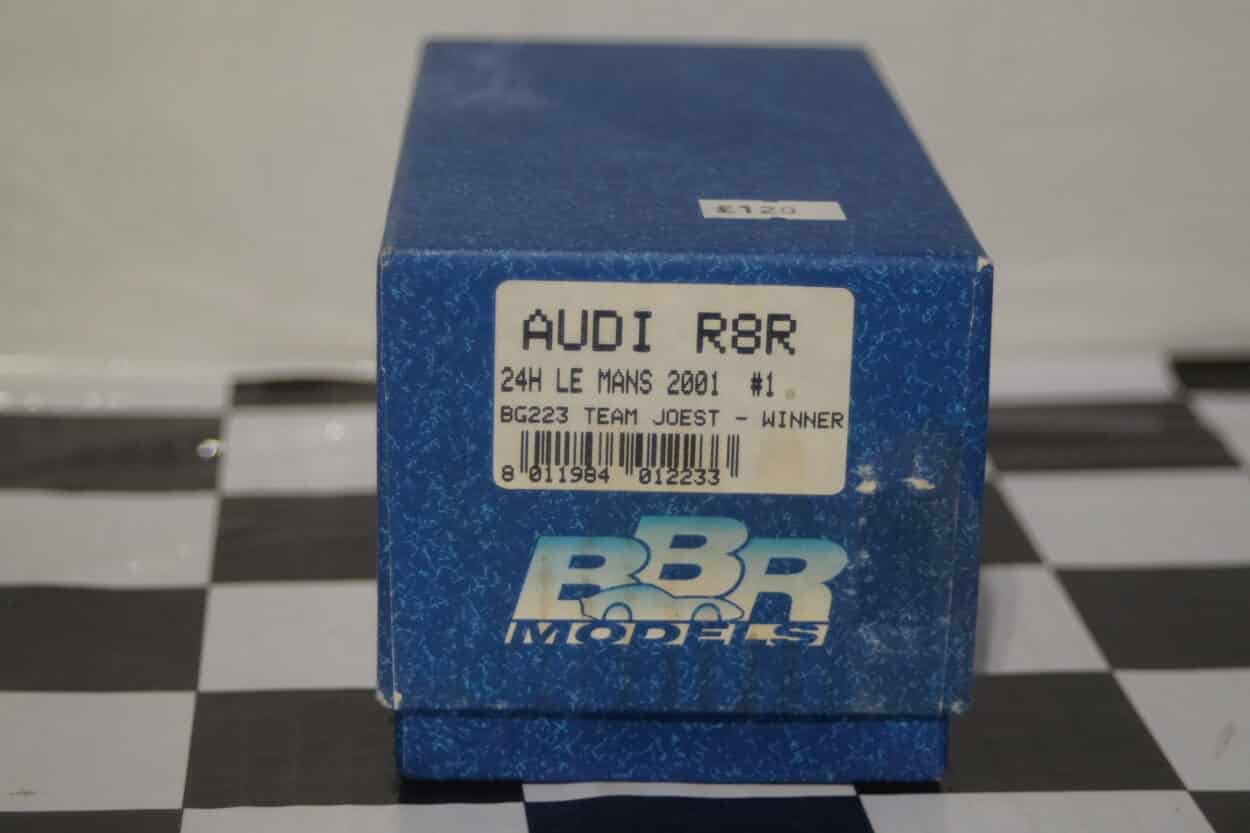 £120
AUDI R8R
24H LE MANS 2001 #1
BG223 TEAM JOEST - WINNER
8 011984 012233
BBR
MODELS